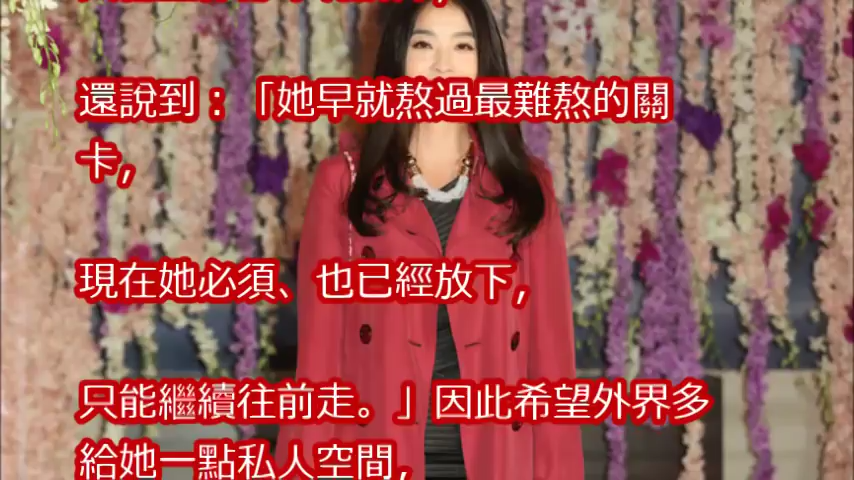 還說到：「她早就熬過最難熬的關
卡，
現在她必須、也已經放下，
只能繼續往前走。」因此希望外界多
給她一點私人空間，